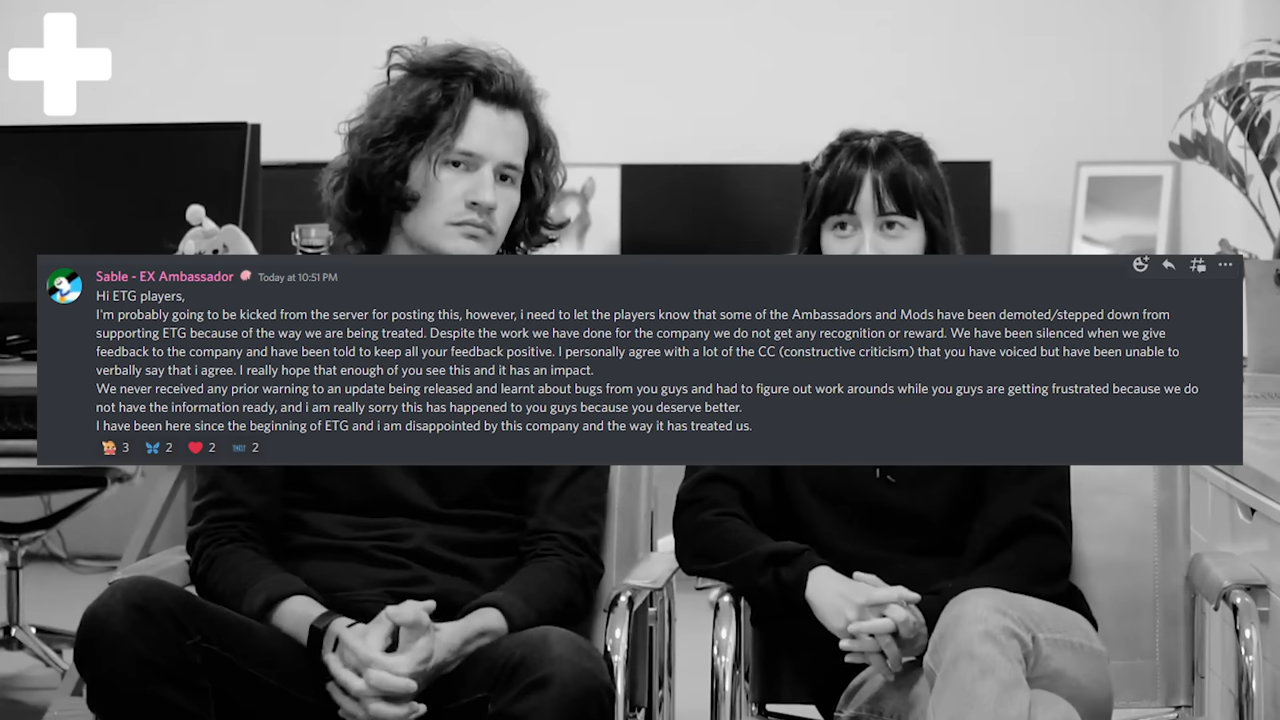 Sable - EX Ambassador Today at 10:51 PM
Hi ETG players,
I'm probably going to be kicked from the server for posting this, however, i need to let the players know that some of the Ambassadors and Mods have been demoted/stepped down from
supporting ETG because of the way we are being treated. Despite the work we have done for the company we do not get any recognition or reward. We have been silenced when we give
feedback to the company and have been told to keep all your feedback positive. I personally agree with a lot of the CC (constructive criticism) that you have voiced but have been unable to
verbally say that i agree. I really hope that enough of you see this and it has an impact.
We never received any prior warning to an update being released and learnt about bugs from you guys and had to figure out work arounds while you guys are getting frustrated because we do
not have the information ready, and i am really sorry this has happened to you guys because you deserve better.
I have been here since the beginning of ETG and i am disappointed by this company and the way it has treated us.
3 2 2 2